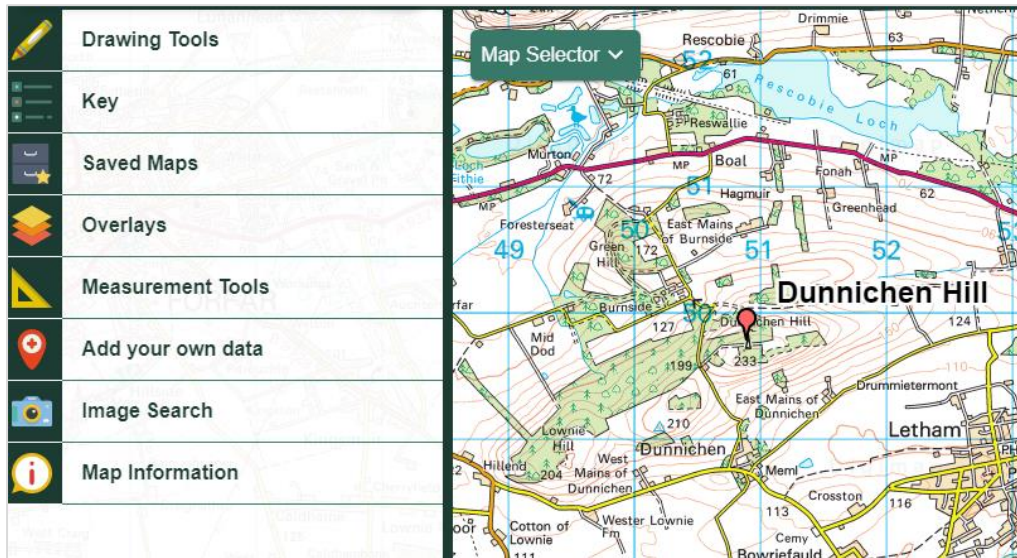 Drawing Tools
Key
Saved Maps
Overlays
Measurement Tools
Add your own data
Image Search
Map Information
Map Selector
Drimmie
Rescobie
63
52
61
Rescobie Loch
Reswallie
Murton
MP
Boal
MP
72
Fonah
51
Hagmuir
62
MP
Greenhead
Foresterseat
East Mains
of Burnside
50
49
Green
Hill
172
51
52
Dunnichen Hill
Burnside
50
127
Dunnichen Hill
124
Mid
Dod
150
199
233
110
Drummietermont
East Mains of
Dunnichen
210
Lownie
Hill
Dunnichen
Letham
Hillend
204
West
Mains of
Dunnichen
Meml
Crosston
116
113
Cotton of
Lownie
Wester Lownie
Fm
Cemy
Bowriefauld
111